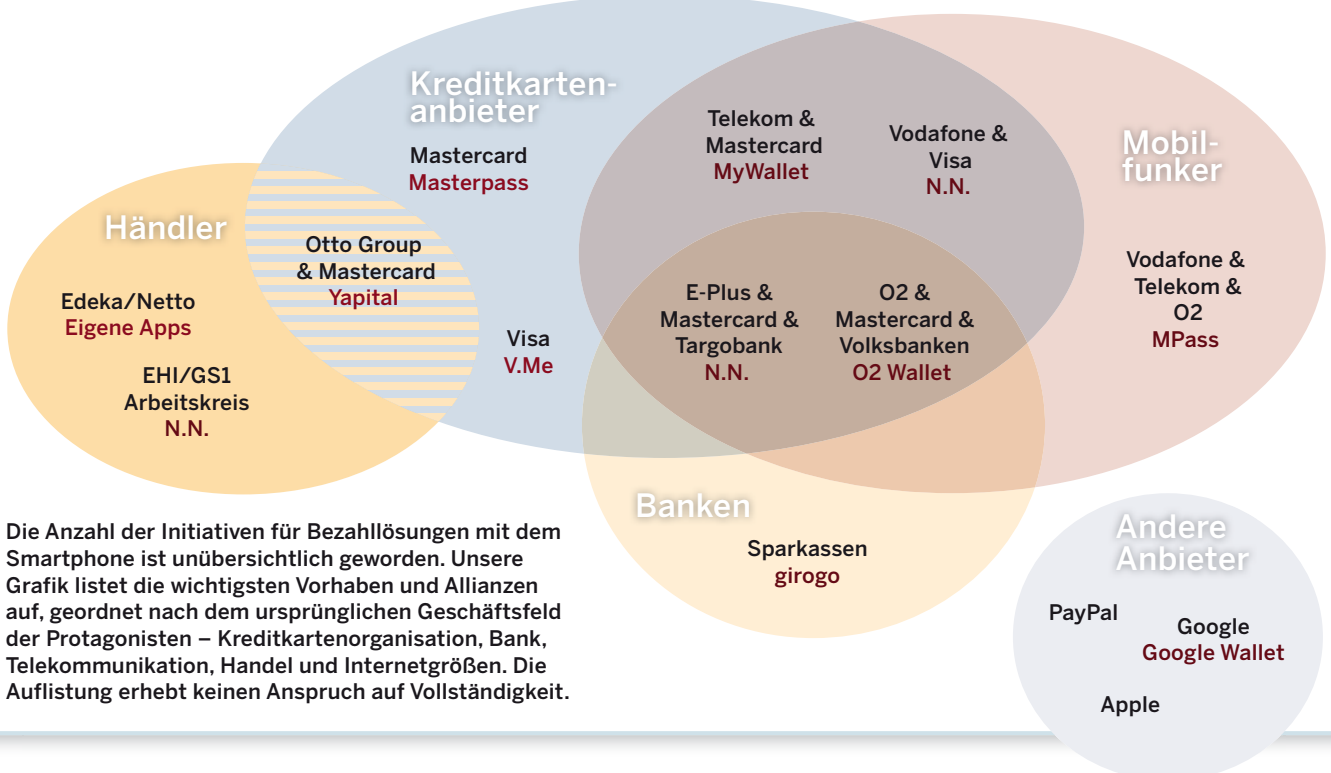 Kreditkarten-
anbieter
Mastercard
Masterpass
Telekom &
Mastercard
MyWallet
Vodafone &
Visa
N.N.
Mobil-
funker
Händler
Otto Group
& Mastercard
Yapital
Edeka/Netto
Eigene Apps
EHI/GS1
Arbeitskreis
N.N.
Visa
V.Me
E-Plus &
Mastercard &
Targobank
N.N.
O2 &
Mastercard &
Volksbanken
O2 Wallet
Vodafone &
Telekom &
O2
MPass
Banken
Sparkassen
girogo
Die Anzahl der Initiativen für Bezahllösungen mit dem
Smartphone ist unübersichtlich geworden. Unsere
Grafik listet die wichtigsten Vorhaben und Allianzen
auf, geordnet nach dem ursprünglichen Geschäftsfeld
der Protagonisten – Kreditkartenorganisation, Bank,
Telekommunikation, Handel und Internetgrößen. Die
Auflistung erhebt keinen Anspruch auf Vollständigkeit.
Andere
Anbieter
PayPal
Google
Google Wallet
Apple